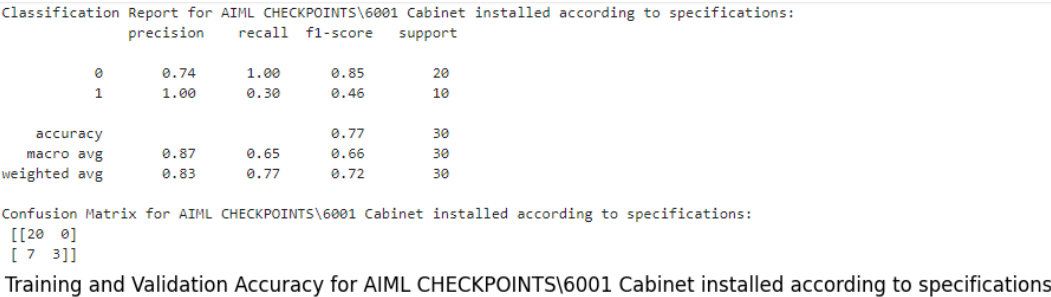 Classification Report for AIML CHECKPOINTS\6001 Cabinet installed according to specifications:
precision recall f1-score support
0 0.74 1.00 0.85 20
1 1.00 0.30 0.46 10
accuracy 0.77 30
macro avg 0.87 0.65 0.66 30
weighted avg 0.83 0.77 0.72 30
Confusion Matrix for AIML CHECKPOINTS\6001 Cabinet installed according to specifications:
[[20 0]
[ 7 3]]
Training and Validation Accuracy for AIML CHECKPOINTS\6001 Cabinet installed according to specifications